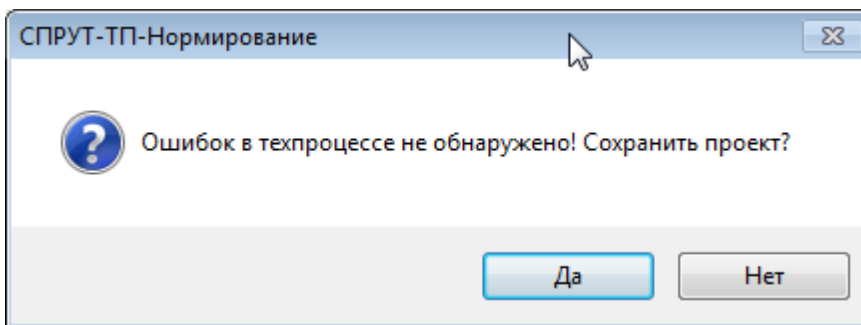 СПРУТ-ТП-Нормирование
Ошибок в техпроцессе не обнаружено! Сохранить проект?
Да
Нет